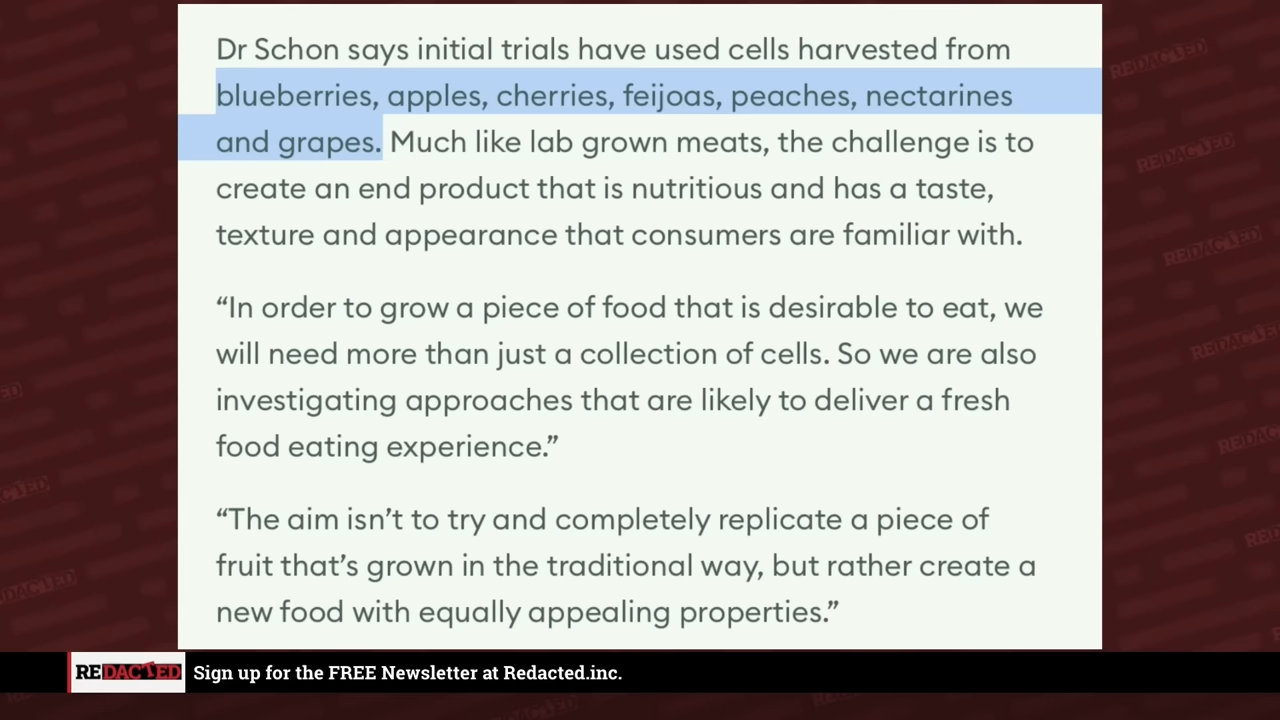 Dr Schon says initial trials have used cells harvested from
blueberries, apples, cherries, feijoas, peaches, nectarines
and grapes. Much like lab grown meats, the challenge is to
create an end product that is nutritious and has a taste,
texture and appearance that consumers are familiar with.
“In order to grow a piece of food that is desirable to eat, we
will need more than just a collection of cells. So we are also
investigating approaches that are likely to deliver a fresh
food eating experience.”
“The aim isn’t to try and completely replicate a piece of
fruit that’s grown in the traditional way, but rather create a
new food with equally appealing properties.”
REDACTED Sign up for the FREE Newsletter at Redacted.inc.
REDACTED
REDACTED
REDACTED
REDACTED